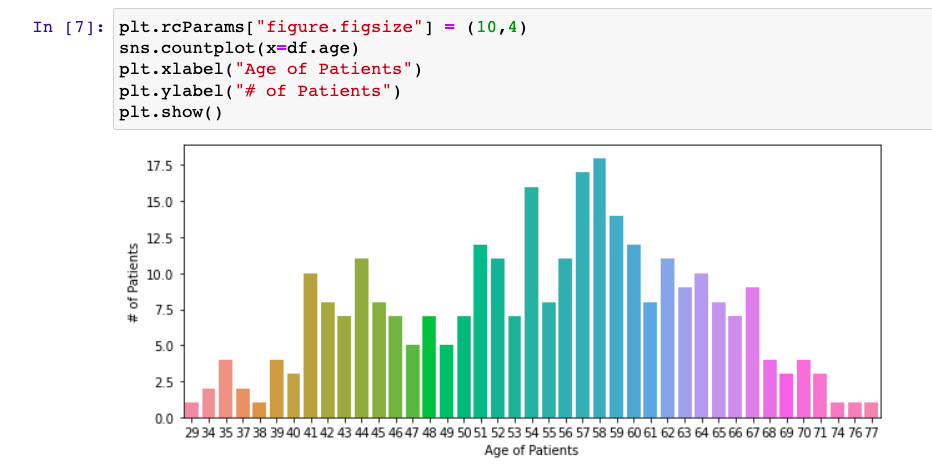 In [7]: plt.rcParams["figure.figsize"] = (10,4)
sns.countplot(x=df.age)
plt.xlabel("Age of Patients")
plt.ylabel("# of Patients")
plt.show()
17.5
15.0
12.5
10.0
7.5
5.0
2.5
0.0
# of Patients
29 34 35 37 38 39 40 41 42 43 44 45 46 47 48 49 50 51 52 53 54 55 56 57 58 59 60 61 62 63 64 65 66 67 68 69 70 71 74 76 77
Age of Patients